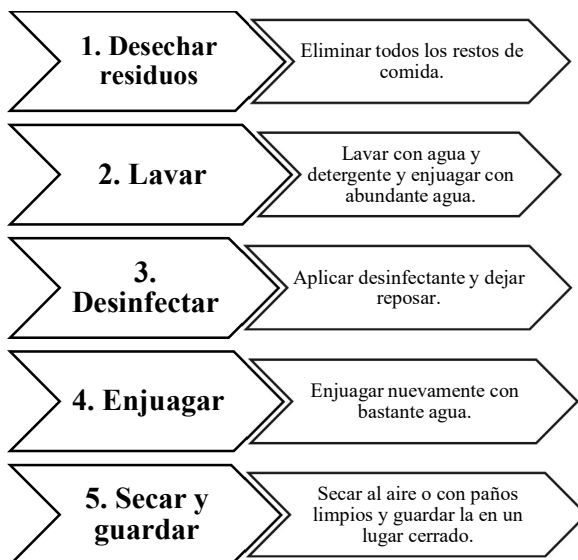 1. Desechar
residuos
Eliminar todos los restos de
comida.
2. Lavar
Lavar con agua y
detergente y enjuagar con
abundante agua.
3.
Desinfectar
Aplicar desinfectante y dejar
reposar.
4. Enjuagar
Enjuagar nuevamente con
bastante agua.
5. Secar y
guardar
Secar al aire o con paños
limpios y guardar la en un
lugar cerrado.